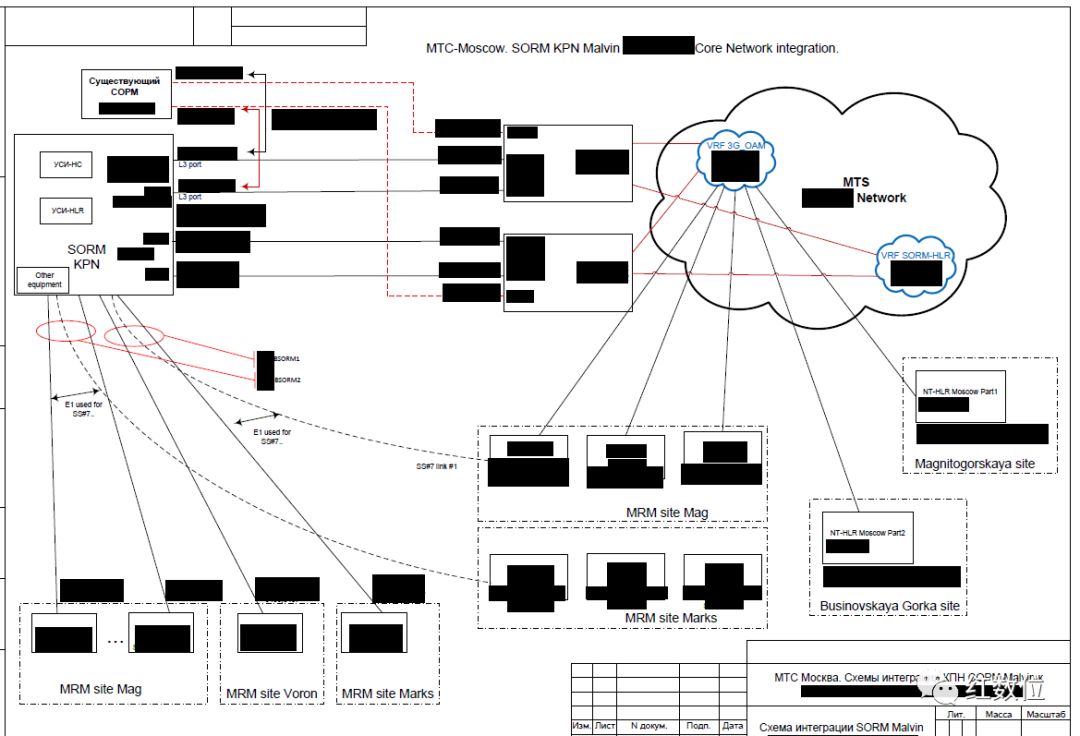 MTC-Moscow. SORM KPN Malvin
Core Network integration.
Существующий
СОРМ
УСИ-НС
L3 port
L3 port
УСИ-HLR
SORM
KPN
Other
equipment
VRF 3G_OAM
MTS
Network
VRF SORM-HLR
BSORM1
BSORM2
E1 used for
SS#7..
E1 used for
SS#7..
SS#7 link #1
NT-HLR Moscow Part1
Magnitogorskaya site
MRM site Mag
NT-HLR Moscow Part2
Businovskaya Gorka site
MRM site Marks
...
MRM site Mag
MRM site Voron
MRM site Marks
МТС Москва. Схемы интеграции КПН СОРМ Malvin к
红数位
Изм.
Лист
N докум.
Подп.
Дата
Схема интеграции SORM Malvin
Лит.
Масса
Масштаб